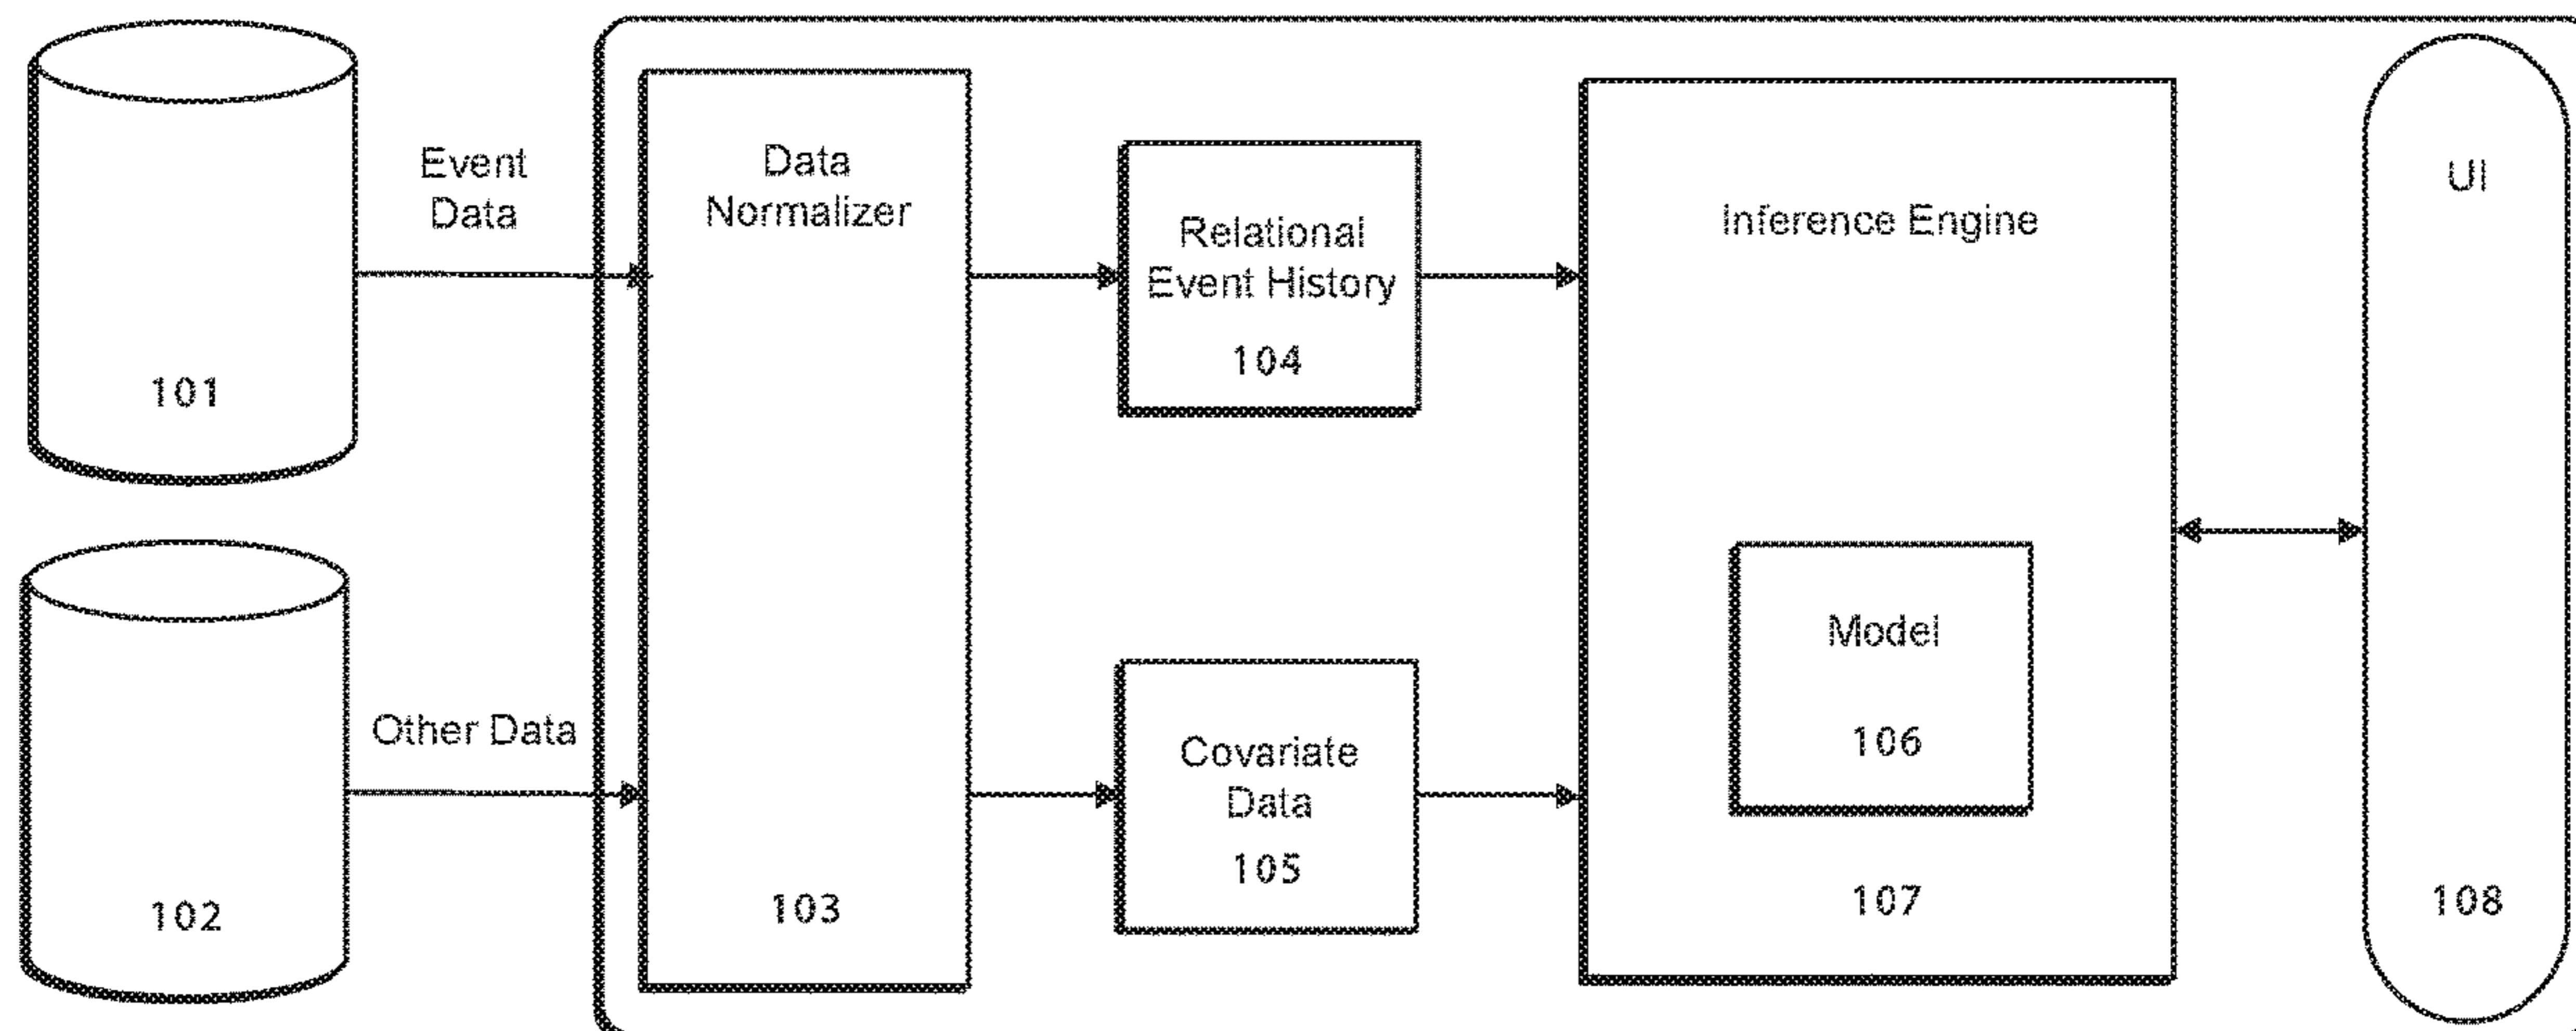 Event
Data
101
Other Data
102
Data
Normalizer
103
Relational
Event History
104
Covariate
Data
105
Inference Engine
Model
106
107
UI
108